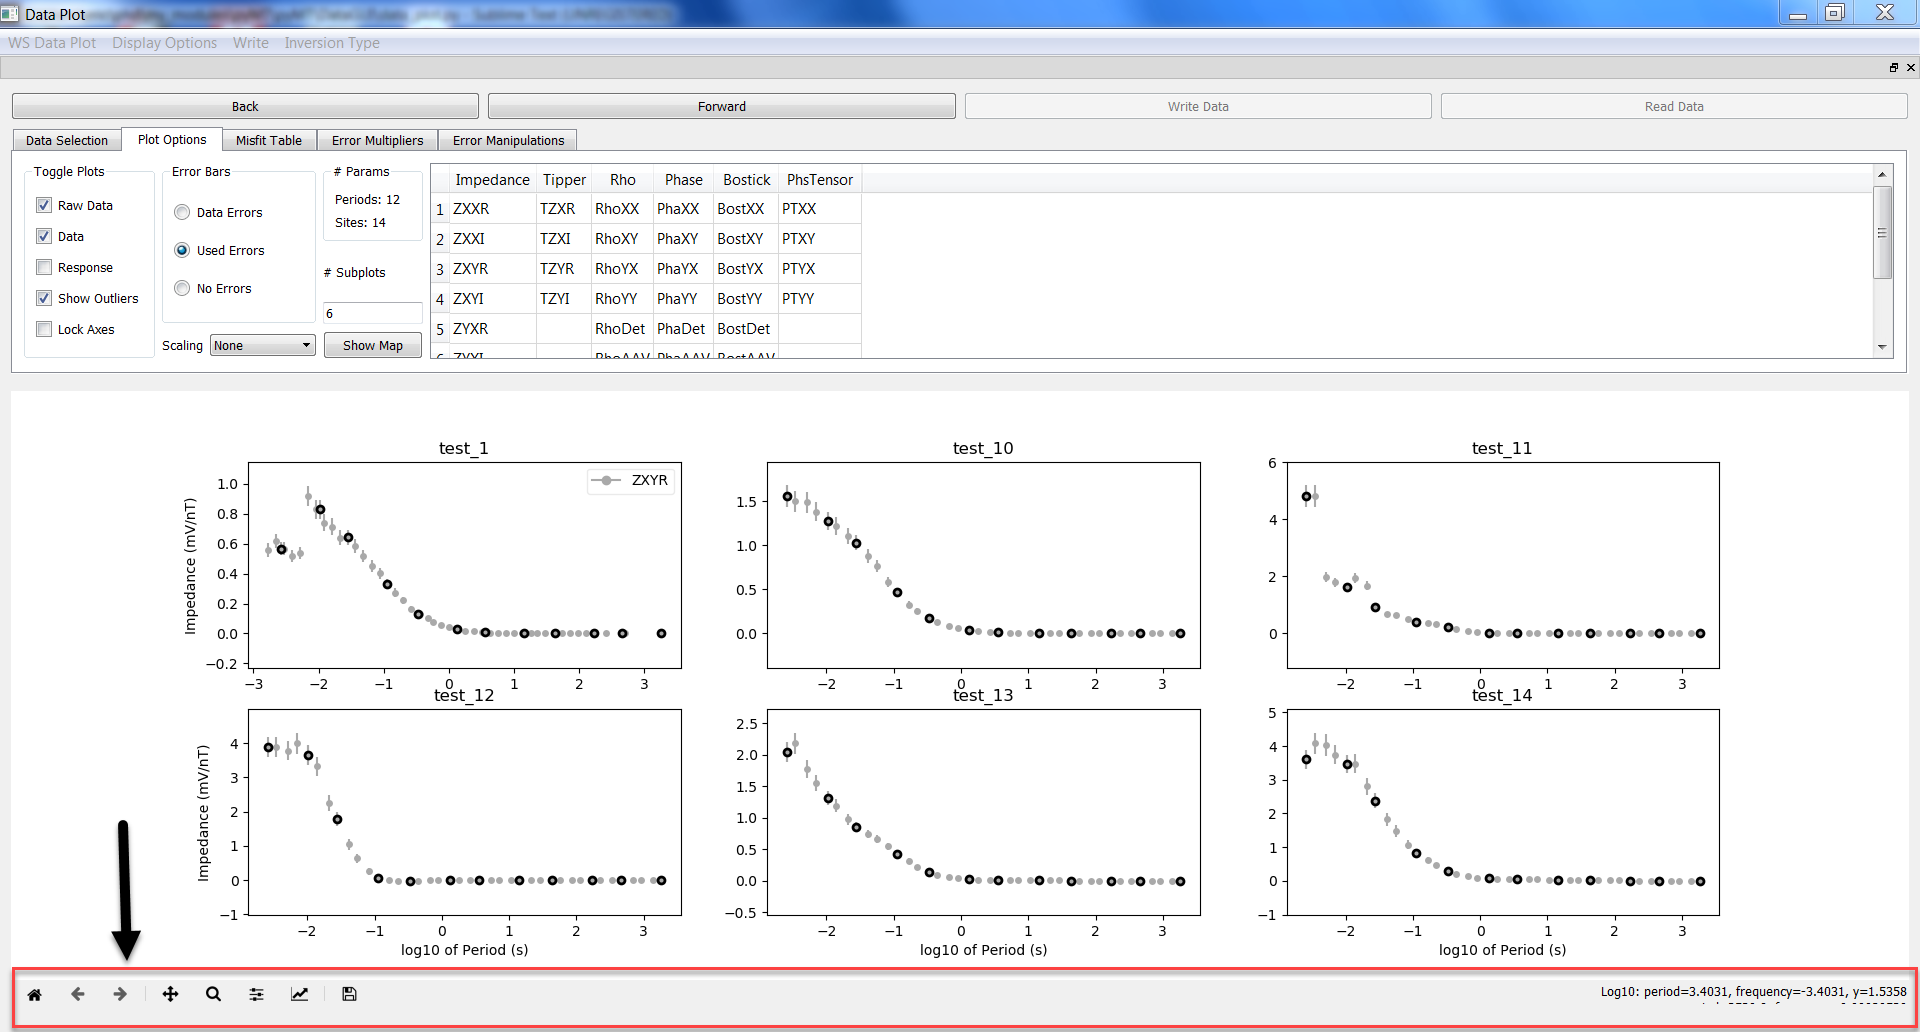 Data Plot
WS Data Plot Display Options Write Inversion Type
Back Forward Write Data Read Data
Data Selection Plot Options Misfit Table Error Multipliers Error Manipulations
Toggle Plots
Raw Data
Data
Response
Show Outliers
Lock Axes
Error Bars
Data Errors
Used Errors
No Errors
Scaling None
# Params
Periods: 12
Sites: 14
# Subplots
6
Show Map
Impedance Tipper Rho Phase Bostick PhsTensor
1 ZXXR TZXR RhoXX PhaXX BostXX PTXX
2 ZXXI TZXI RhoXY PhaXY BostXY PTXY
3 ZXYR TZYR RhoYX PhaYX BostYX PTYX
4 ZXYI TZYI RhoYY PhaYY BostYY PTYY
5 ZYXR RhoDet PhaDet BostDet
6 ZYXI RhoAAV PhaAAV BostAAV
test_1
ZXYR
Impedance (mV/nT)
1.0
0.8
0.6
0.4
0.2
0.0
−0.2
−3 −2 −1 0 1 2 3
test_10
1.5
1.0
0.5
0.0
−2 −1 0 1 2 3
test_11
6
4
2
0
−2 −1 0 1 2 3
test_12
Impedance (mV/nT)
4
3
2
1
0
−1
−2 −1 0 1 2 3
log10 of Period (s)
test_13
2.5
2.0
1.5
1.0
0.5
0.0
−0.5
−2 −1 0 1 2 3
log10 of Period (s)
test_14
5
4
3
2
1
0
−1
−2 −1 0 1 2 3
log10 of Period (s)
Log10: period=3.4031, frequency=-3.4031, y=1.5358